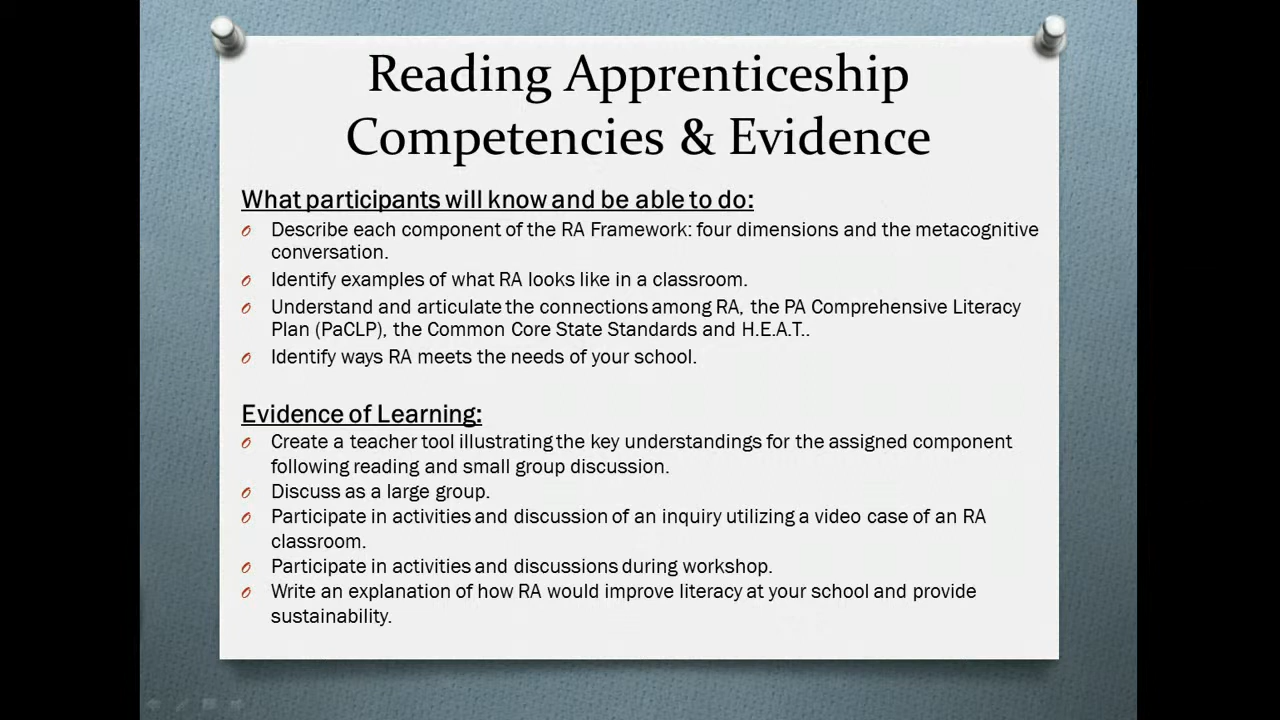 Reading Apprenticeship
Competencies & Evidence
What participants will know and be able to do:
Describe each component of the RA Framework: four dimensions and the metacognitive
conversation.
Identify examples of what RA looks like in a classroom.
Understand and articulate the connections among RA, the PA Comprehensive Literacy
Plan (PaCLP), the Common Core State Standards and H.E.A.T..
Identify ways RA meets the needs of your school.
Evidence of Learning:
Create a teacher tool illustrating the key understandings for the assigned component
following reading and small group discussion.
Discuss as a large group.
Participate in activities and discussion of an inquiry utilizing a video case of an RA
classroom.
Participate in activities and discussions during workshop.
Write an explanation of how RA would improve literacy at your school and provide
sustainability.